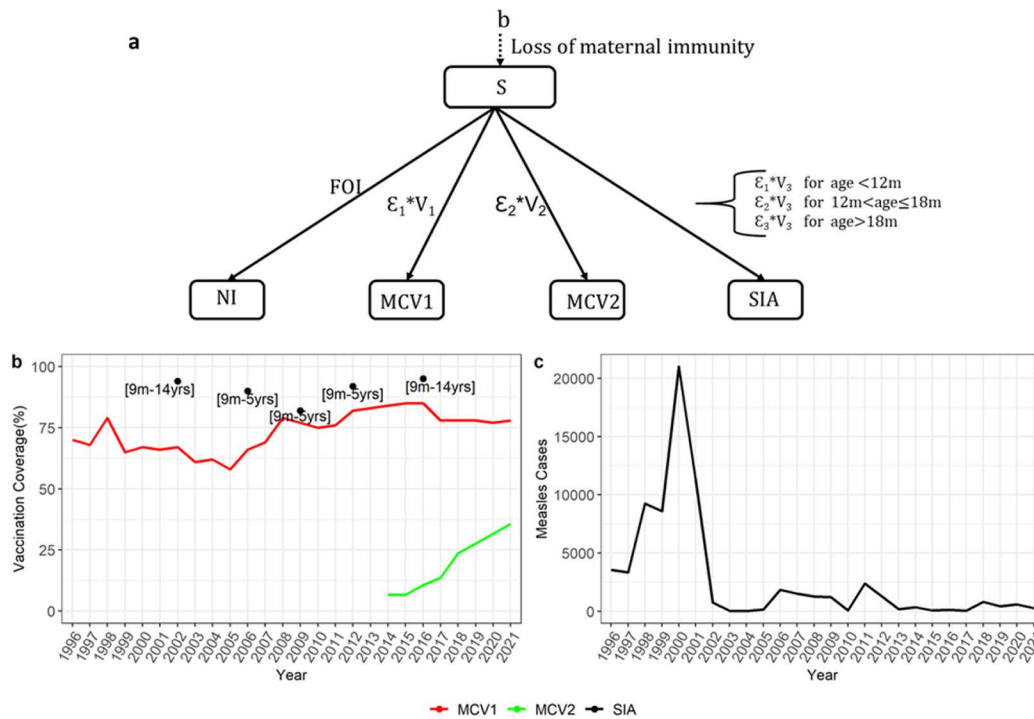 a
b
Loss of maternal immunity
S
FOI
Ɛ₁*V₁
Ɛ₂*V₂
Ɛ₁*V₃ for age <12m
Ɛ₂*V₃ for 12m<age≤18m
Ɛ₃*V₃ for age>18m
NI
MCV1
MCV2
SIA
b
Vaccination Coverage(%)
100
75
50
25
0
[9m-14yrs]
[9m-5yrs]
[9m-5yrs]
[9m-5yrs]
[9m-14yrs]
1996 1997 1998 1999 2000 2001 2002 2003 2004 2005 2006 2007 2008 2009 2010 2011 2012 2013 2014 2015 2016 2017 2018 2019 2020 2021
Year
c
Measles Cases
20000
15000
10000
5000
0
1996 1997 1998 1999 2000 2001 2002 2003 2004 2005 2006 2007 2008 2009 2010 2011 2012 2013 2014 2015 2016 2017 2018 2019 2020
Year
MCV1 MCV2 SIA